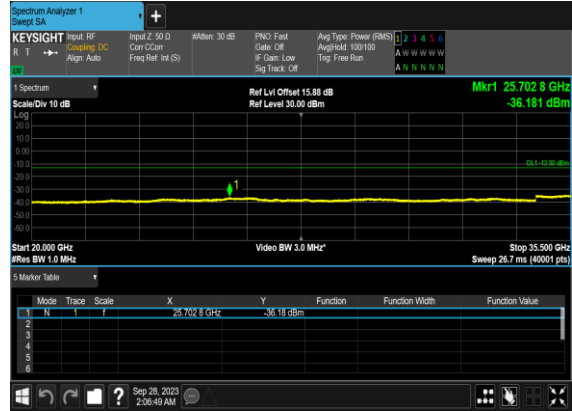 Spectrum Analyzer 1
Swept SA
+
KEYSIGHT Input: RF Input Z: 50 Ω #Atten: 30 dB PNO: Fast Avg Type: Power (RMS) 1 2 3 4 5 6
R T Coupling: DC Corr CCorr Gate: Off Avg|Hold: 100/100 A W W W W W
Align: Auto Freq Ref: Int (S) IF Gain: Low Trig: Free Run
Sig Track: Off A N N N N N
1 Spectrum
Ref Lvl Offset 15.88 dB Mkr1 25.702 8 GHz
Scale/Div 10 dB Ref Level 30.00 dBm -36.181 dBm
Log
20.0
10.0
0.00
-10.0
DL1 -13.00 dBm
-20.0
-30.0
1
-40.0
-50.0
-60.0
Start 20.000 GHz Video BW 3.0 MHz* Stop 35.500 GHz
#Res BW 1.0 MHz Sweep 26.7 ms (40001 pts)
5 Marker Table
Mode Trace Scale X Y Function Function Width Function Value
1 N 1 f 25.702 8 GHz -36.18 dBm
2
3
4
5
6
? Sep 28, 2023
2:06:49 AM